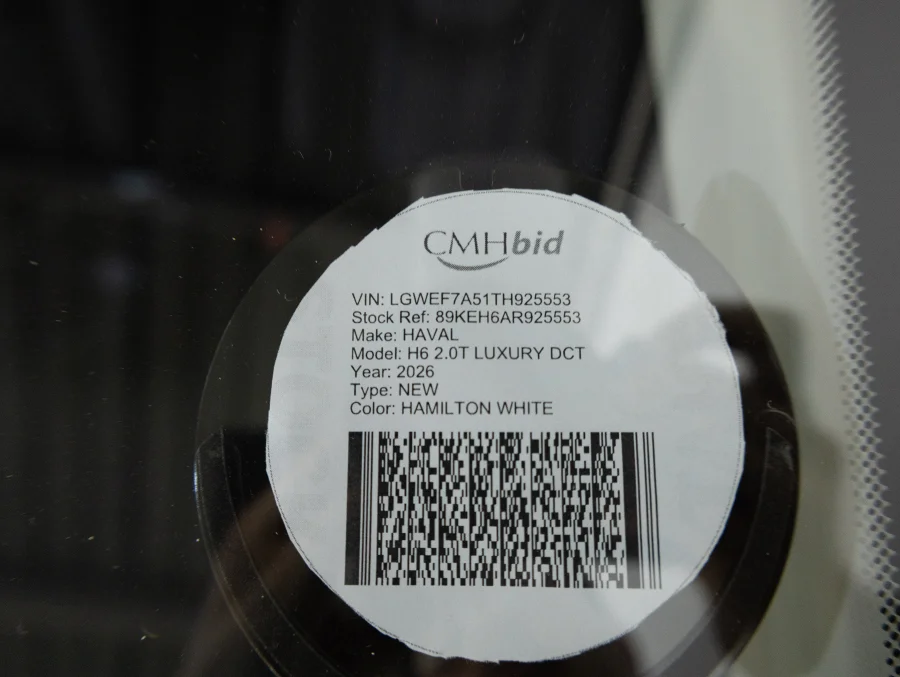 CMHbid
VIN: LGWEF7A51TH925553
Stock Ref: 89KEH6AR925553
Make: HAVAL
Model: H6 2.0T LUXURY DCT
Year: 2026
Type: NEW
Color: HAMILTON WHITE